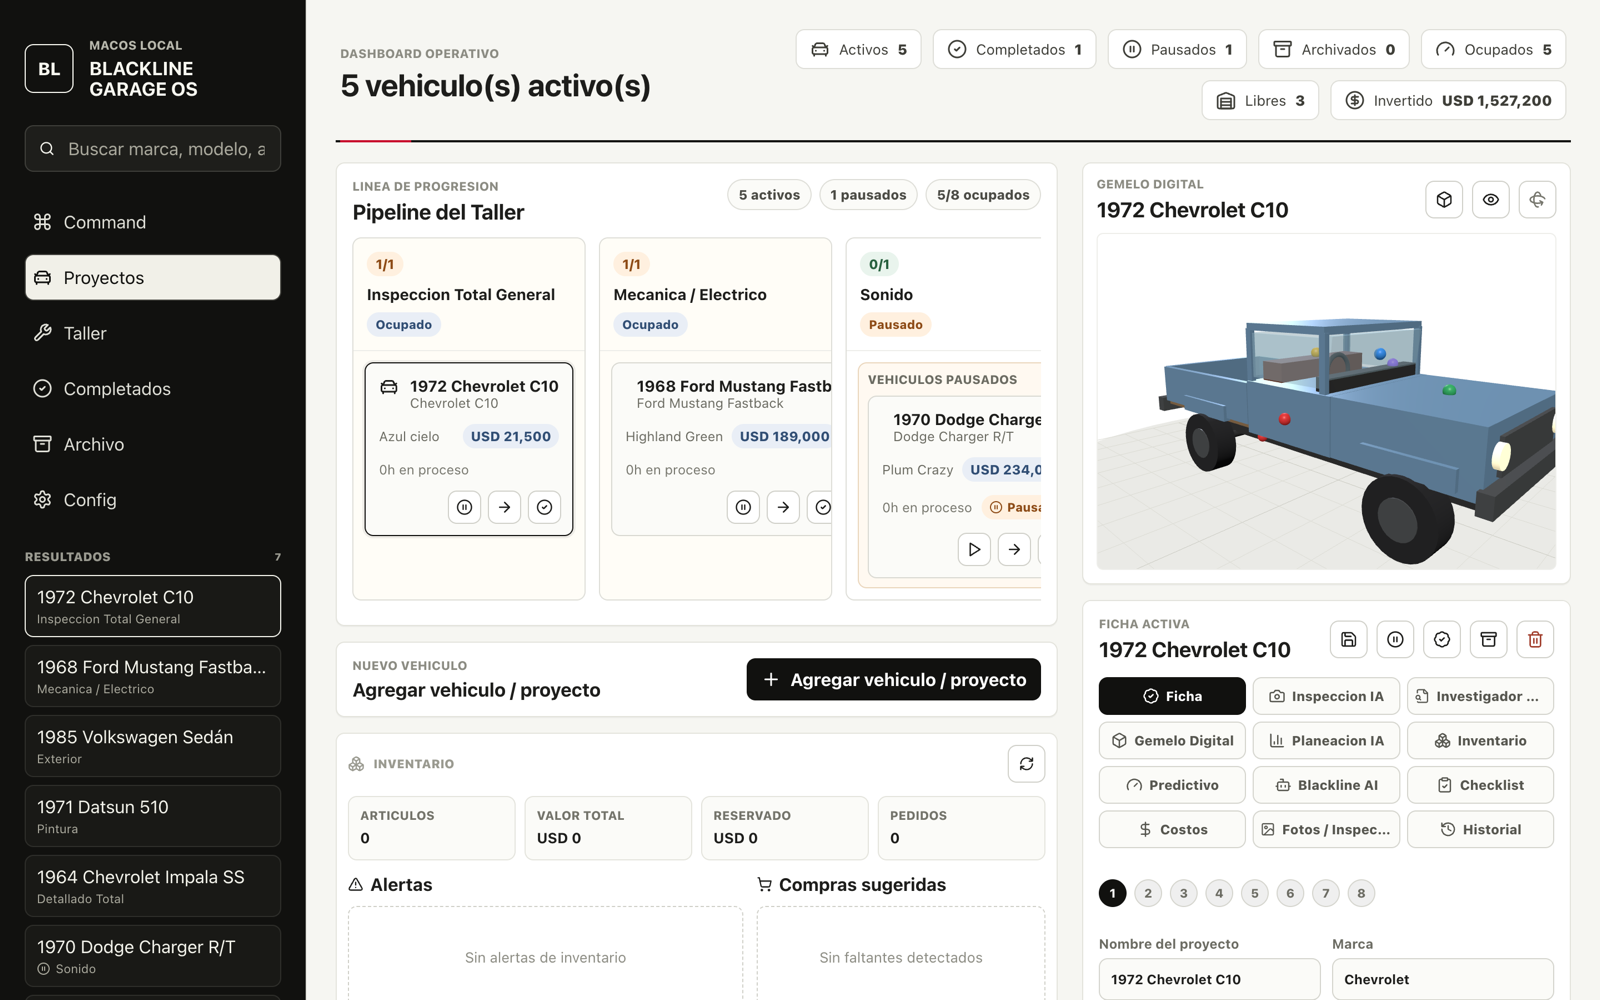 BL
MACOS LOCAL
BLACKLINE
GARAGE OS
Buscar marca, modelo, a
Command
Proyectos
Taller
Completados
Archivo
Config
RESULTADOS 7
1972 Chevrolet C10
Inspeccion Total General
1968 Ford Mustang Fastba...
Mecanica / Electrico
1985 Volkswagen Sedán
Exterior
1971 Datsun 510
Pintura
1964 Chevrolet Impala SS
Detallado Total
1970 Dodge Charger R/T
Sonido
DASHBOARD OPERATIVO
5 vehiculo(s) activo(s)
Activos 5
Completados 1
Pausados 1
Archivados 0
Ocupados 5
Libres 3
Invertido USD 1,527,200
LINEA DE PROGRESION
Pipeline del Taller
5 activos
1 pausados
5/8 ocupados
1/1
Inspeccion Total General
Ocupado
1972 Chevrolet C10
Chevrolet C10
Azul cielo USD 21,500
0h en proceso
1/1
Mecanica / Electrico
Ocupado
1968 Ford Mustang Fastb
Ford Mustang Fastback
Highland Green USD 189,000
0h en proceso
0/1
Sonido
Pausado
VEHICULOS PAUSADOS
1970 Dodge Charge
Dodge Charger R/T
Plum Crazy USD 234,0
0h en proceso Pausa
NUEVO VEHICULO
Agregar vehiculo / proyecto
Agregar vehiculo / proyecto
INVENTARIO
ARTICULOS
0
VALOR TOTAL
USD 0
RESERVADO
USD 0
PEDIDOS
0
Alertas
Sin alertas de inventario
Compras sugeridas
Sin faltantes detectados
GEMELO DIGITAL
1972 Chevrolet C10
FICHA ACTIVA
1972 Chevrolet C10
Ficha
Inspeccion IA
Investigador ...
Gemelo Digital
Planeacion IA
Inventario
Predictivo
Blackline AI
Checklist
Costos
Fotos / Inspec...
Historial
1 2 3 4 5 6 7 8
Nombre del proyecto
1972 Chevrolet C10
Marca
Chevrolet